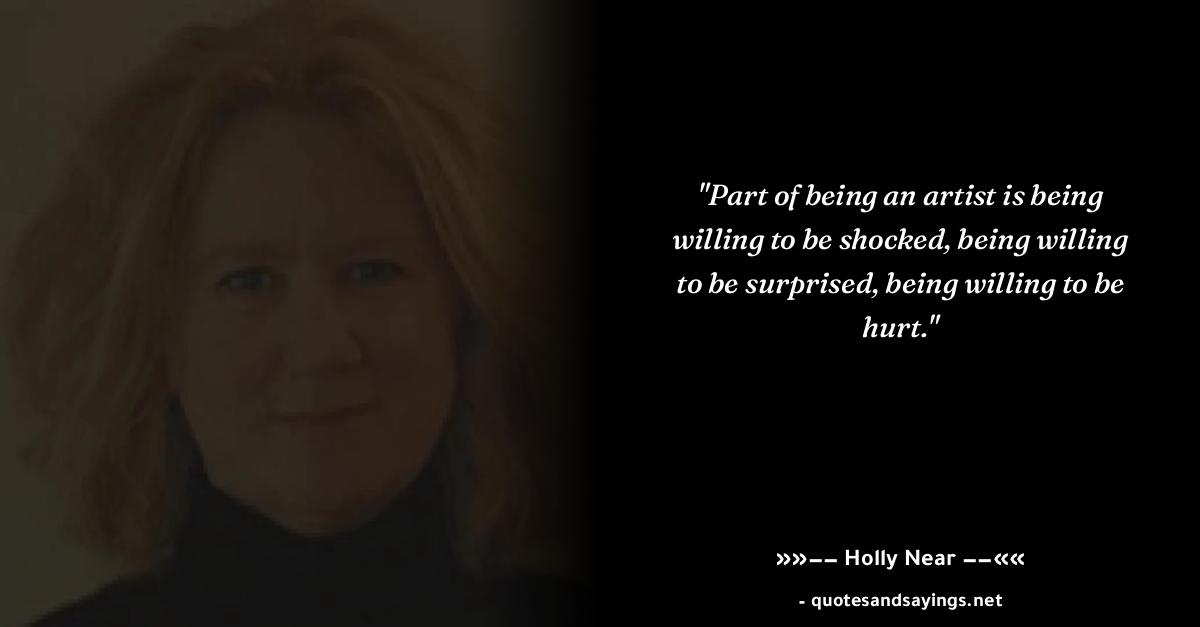 "Part of being an artist is being
willing to be shocked, being willing
to be surprised, being willing to be
hurt."
»»−− Holly Near −−««
- quotesandsayings.net